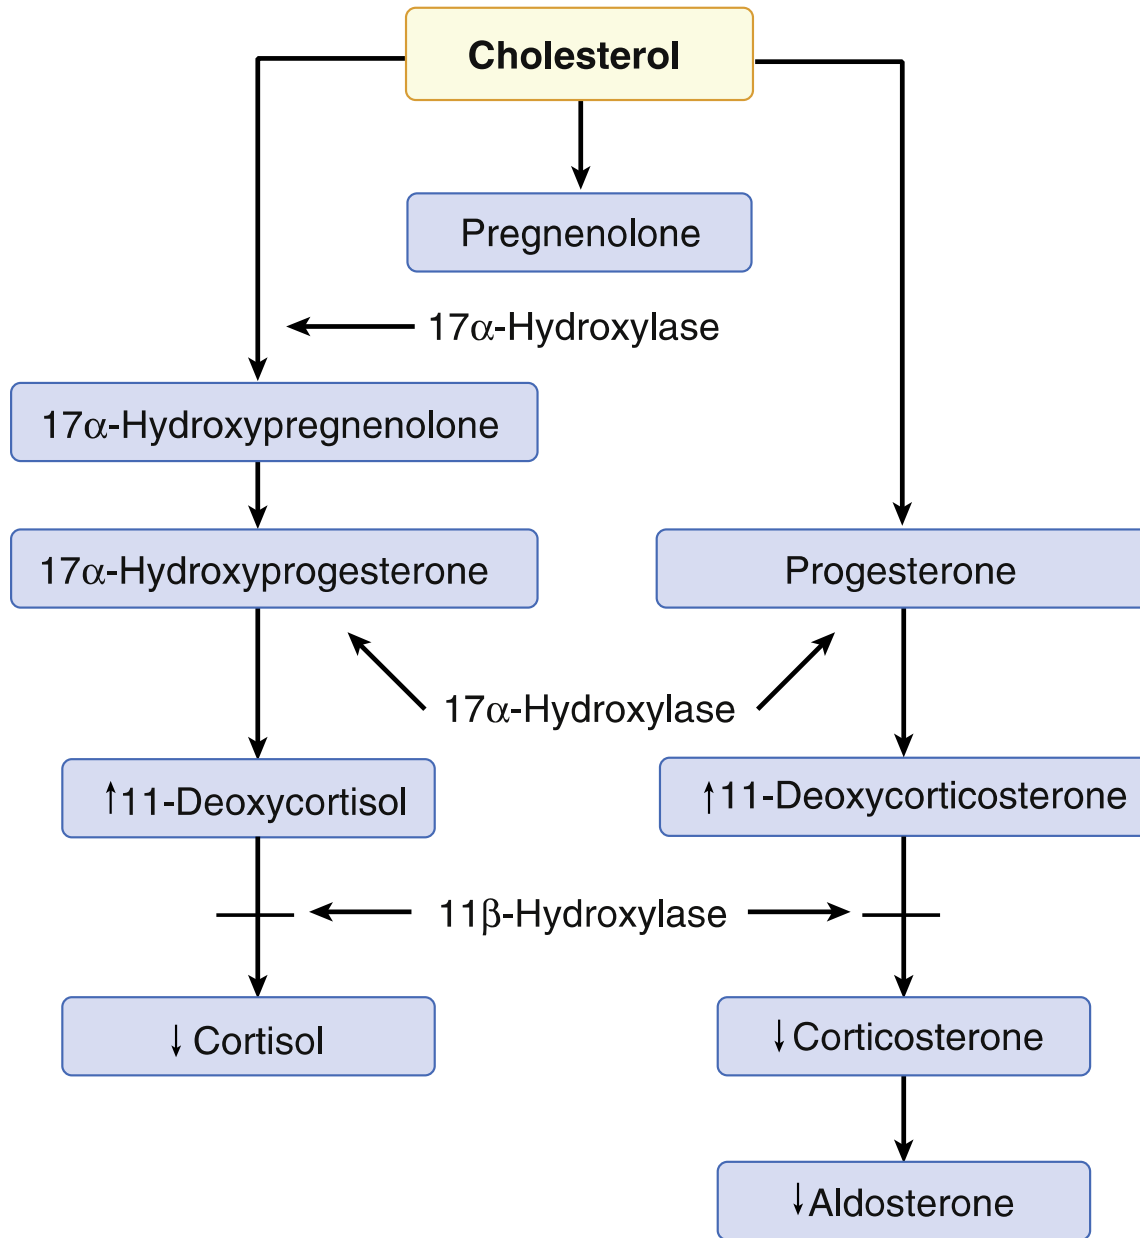 Cholesterol
Pregnenolone
17α-Hydroxylase
17α-Hydroxypregnenolone
17α-Hydroxyprogesterone
Progesterone
17α-Hydroxylase
↑11-Deoxycortisol
↑11-Deoxycorticosterone
11β-Hydroxylase
↓ Cortisol
↓Corticosterone
↓Aldosterone